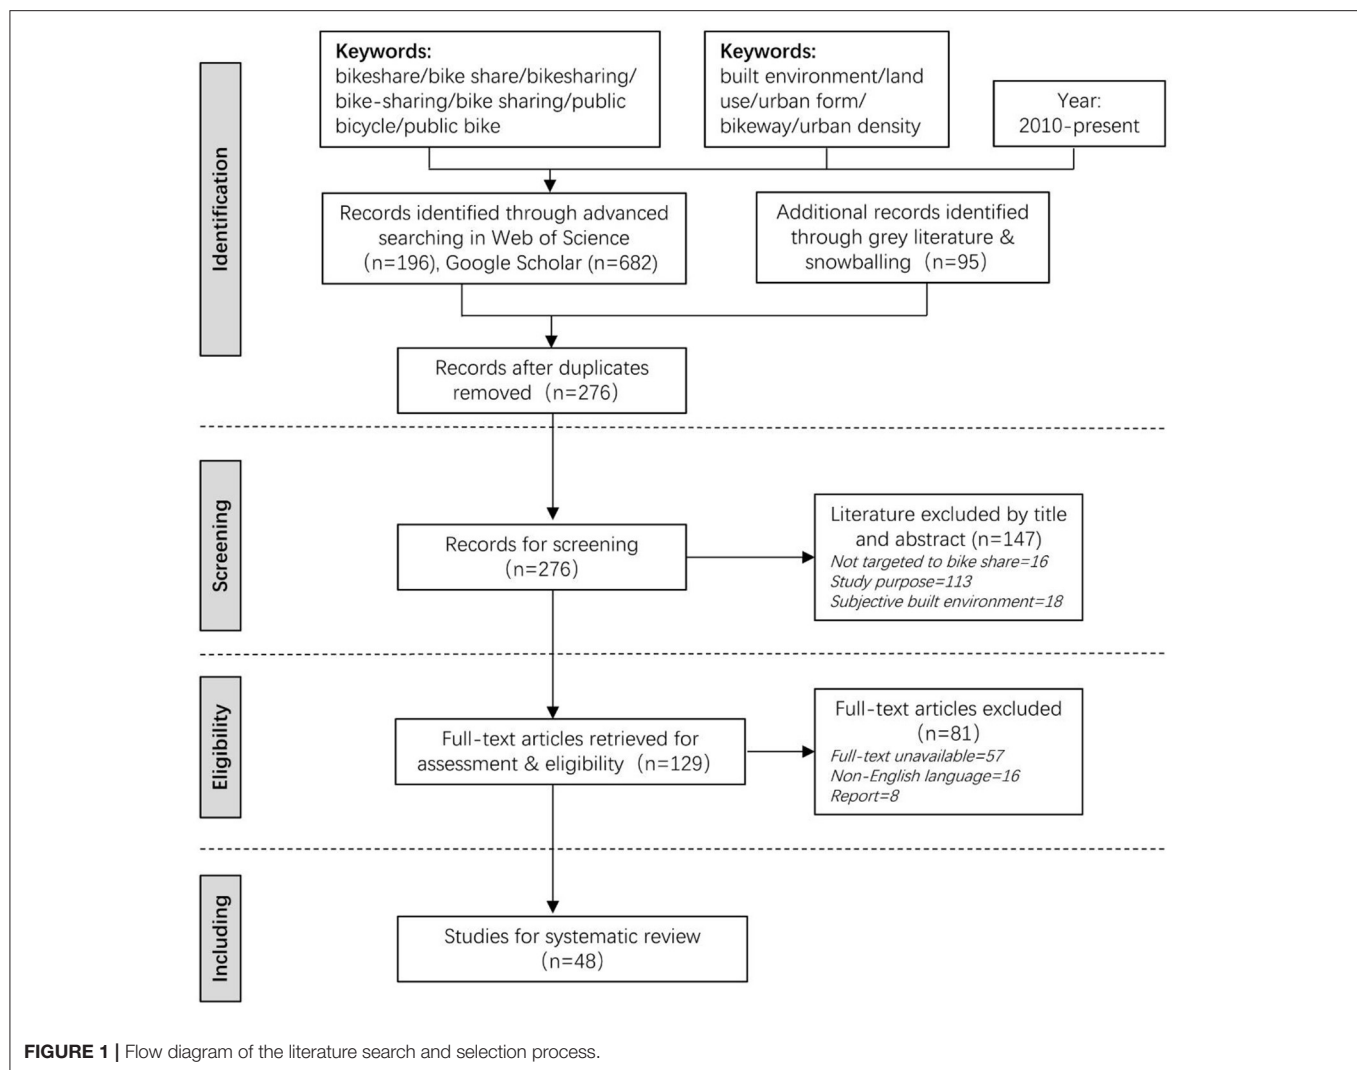 Keywords:
bikeshare/bike share/bikesharing/
bike-sharing/bike sharing/public
bicycle/public bike
Keywords:
built environment/land
use/urban form/
bikeway/urban density
Year:
2010-present
Identification
Records identified through advanced
searching in Web of Science
(n=196), Google Scholar (n=682)
Additional records identified
through grey literature &
snowballing (n=95)
Records after duplicates
removed (n=276)
Screening
Records for screening
(n=276)
Literature excluded by title
and abstract (n=147)
Not targeted to bike share=16
Study purpose=113
Subjective built environment=18
Eligibility
Full-text articles retrieved for
assessment & eligibility (n=129)
Full-text articles excluded
(n=81)
Full-text unavailable=57
Non-English language=16
Report=8
Including
Studies for systematic review
(n=48)
FIGURE 1 | Flow diagram of the literature search and selection process.